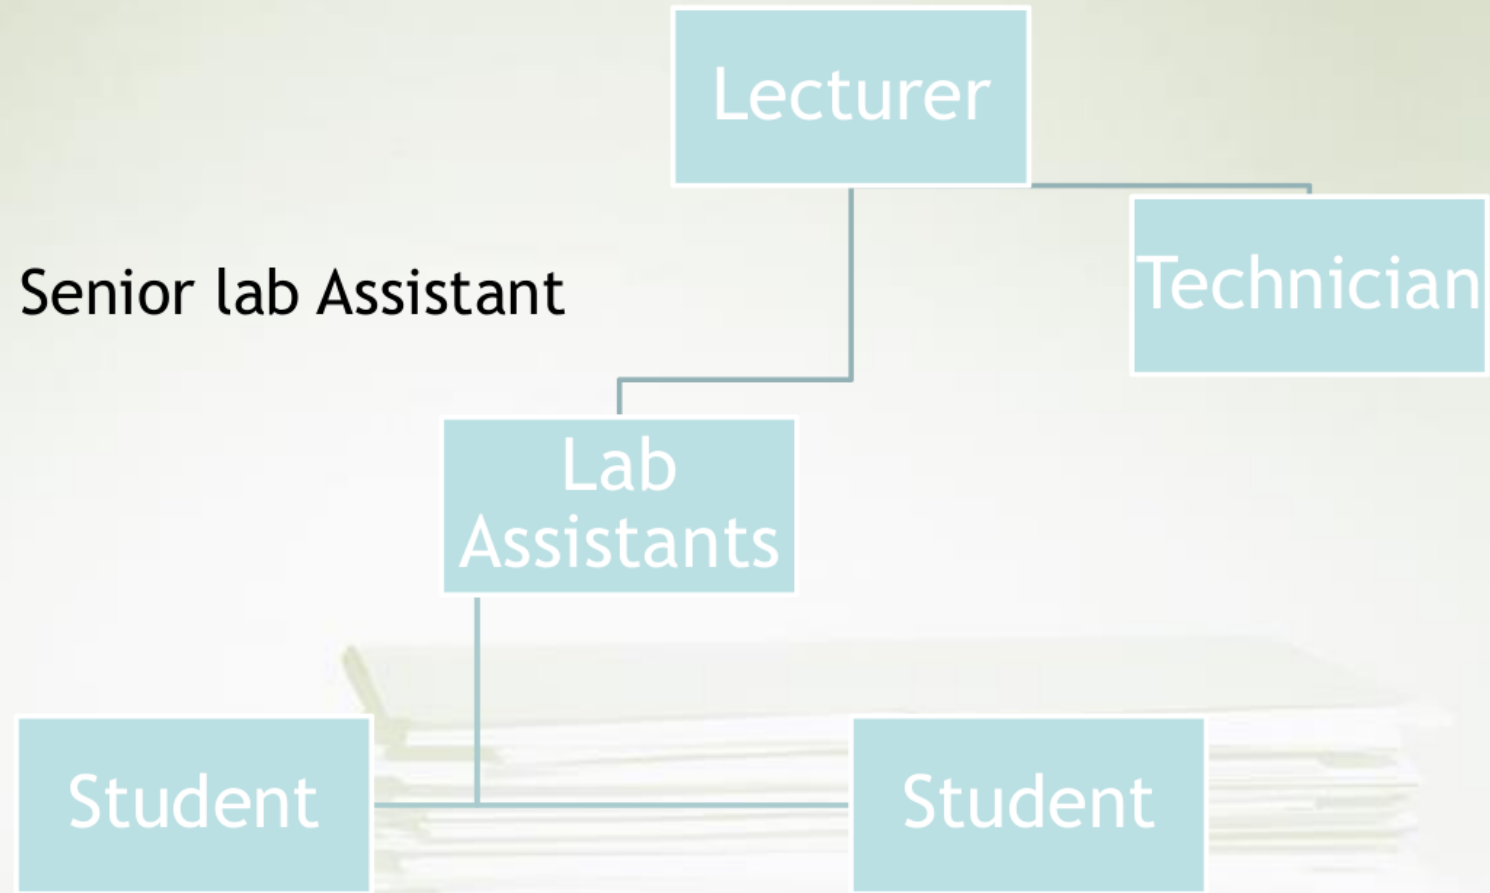 Lecturer
Technician
Senior lab Assistant
Lab
Assistants
Student
Student